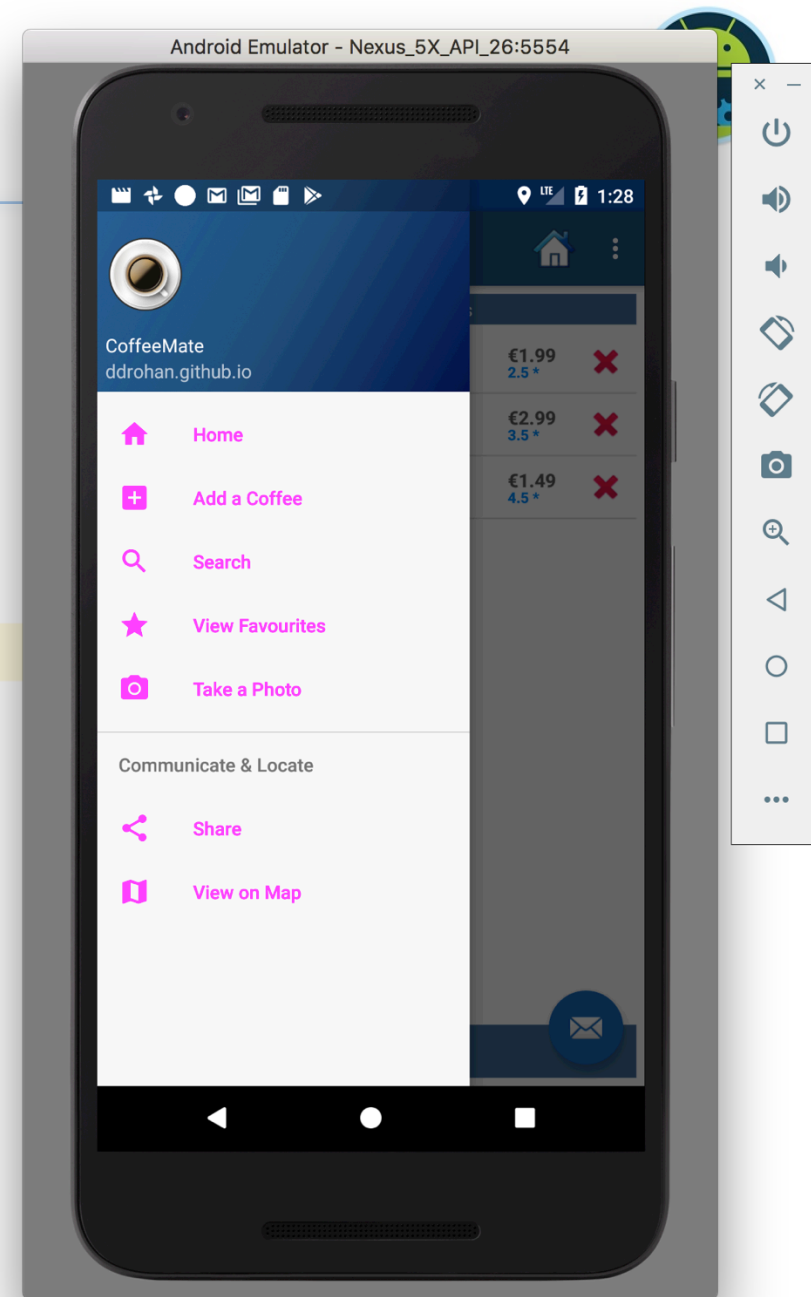 Android Emulator - Nexus_5X_API_26:5554
LTE 1:28
CoffeeMate
ddrohan.github.io
€1.99
2.5 *
€2.99
3.5 *
€1.49
4.5 *
Home
Add a Coffee
Search
View Favourites
Take a Photo
Communicate & Locate
Share
View on Map